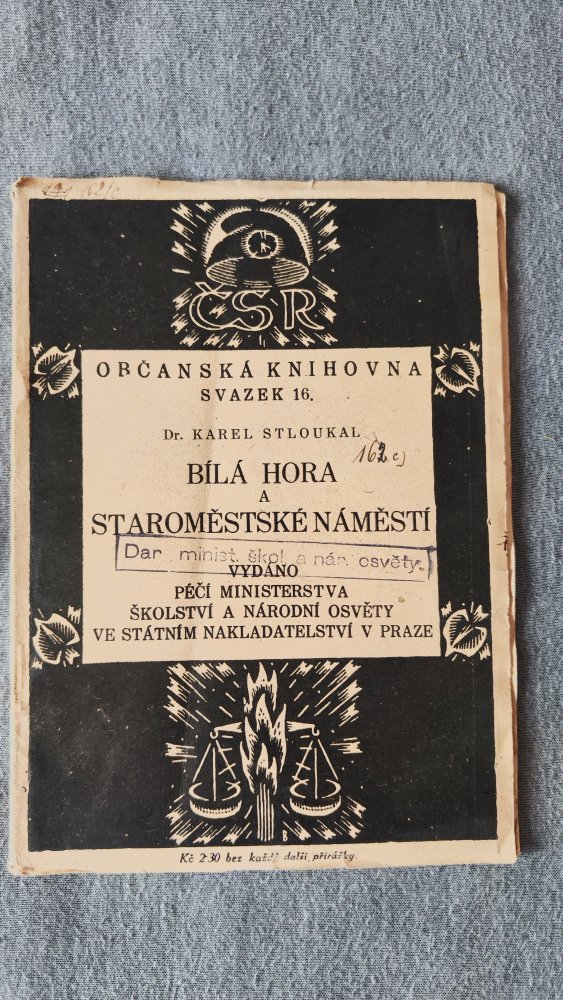 ČSR
OBČANSKÁ KNIHOVNA
SVAZEK 16.
Dr. KAREL STLOUKAL
162 c)
BÍLÁ HORA
A
STAROMĚSTSKÉ NÁMĚSTÍ
Dar minist. škol. a nár. osvěty.
VYDÁNO
PÉČÍ MINISTERSTVA
ŠKOLSTVÍ A NÁRODNÍ OSVĚTY
VE STÁTNÍM NAKLADATELSTVÍ V PRAZE
B
Kč 2·30 bez každé další přirážky.